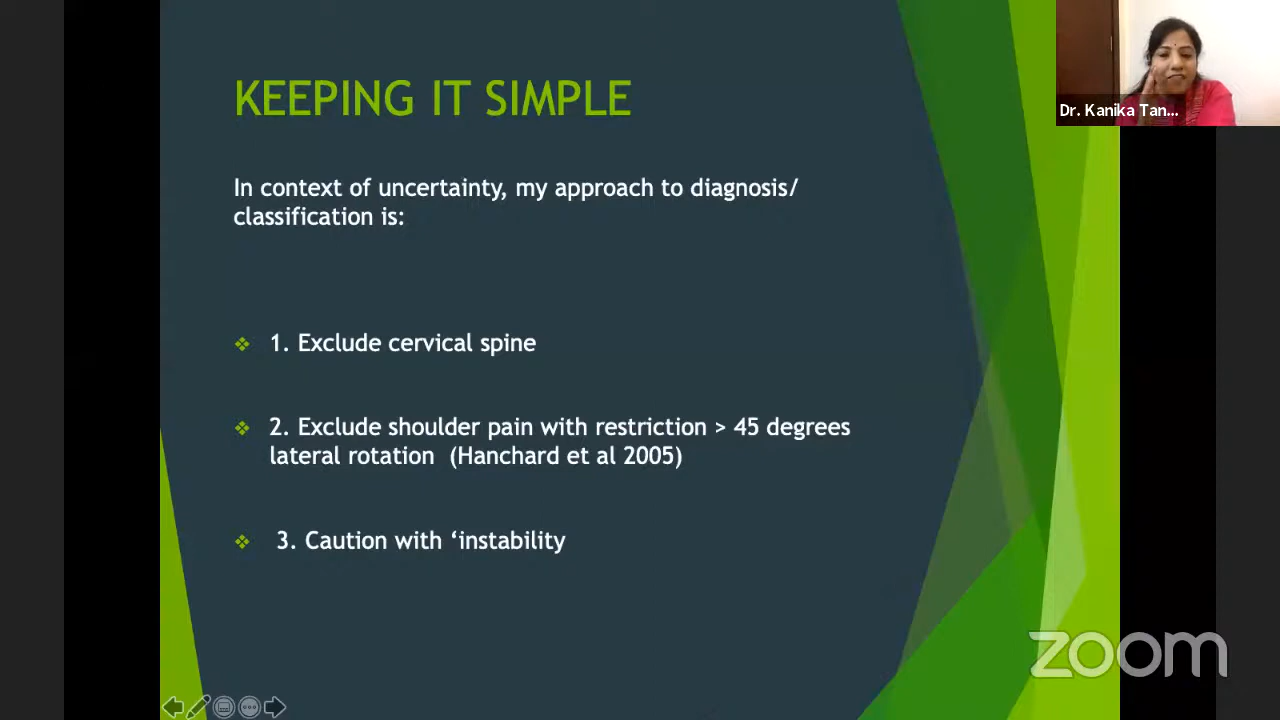 KEEPING IT SIMPLE
In context of uncertainty, my approach to diagnosis/
classification is:
1. Exclude cervical spine
2. Exclude shoulder pain with restriction > 45 degrees
lateral rotation (Hanchard et al 2005)
3. Caution with ‘instability
Dr. Kanika Tan...
zoom